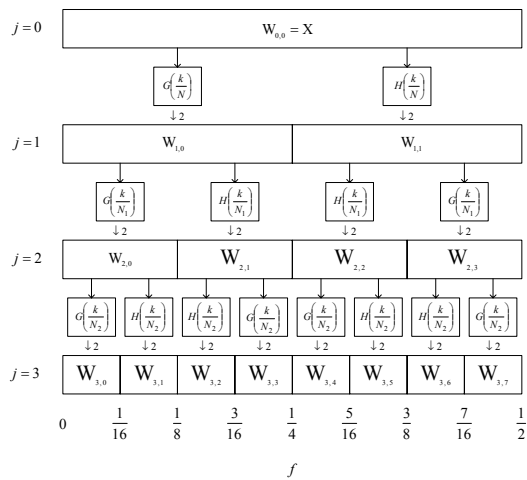 j = 0 W0,0 = X
G(k/N) H(k/N)
↓2 ↓2
j = 1 W1,0 W1,1
G(k/N1) H(k/N1) H(k/N1) G(k/N1)
↓2 ↓2 ↓2 ↓2
j = 2 W2,0 W2,1 W2,2 W2,3
G(k/N2) H(k/N2) H(k/N2) G(k/N2) G(k/N2) H(k/N2) H(k/N2) G(k/N2)
↓2 ↓2 ↓2 ↓2 ↓2 ↓2 ↓2 ↓2
j = 3 W3,0 W3,1 W3,2 W3,3 W3,4 W3,5 W3,6 W3,7
0 1/16 1/8 3/16 1/4 5/16 3/8 7/16 1/2
f